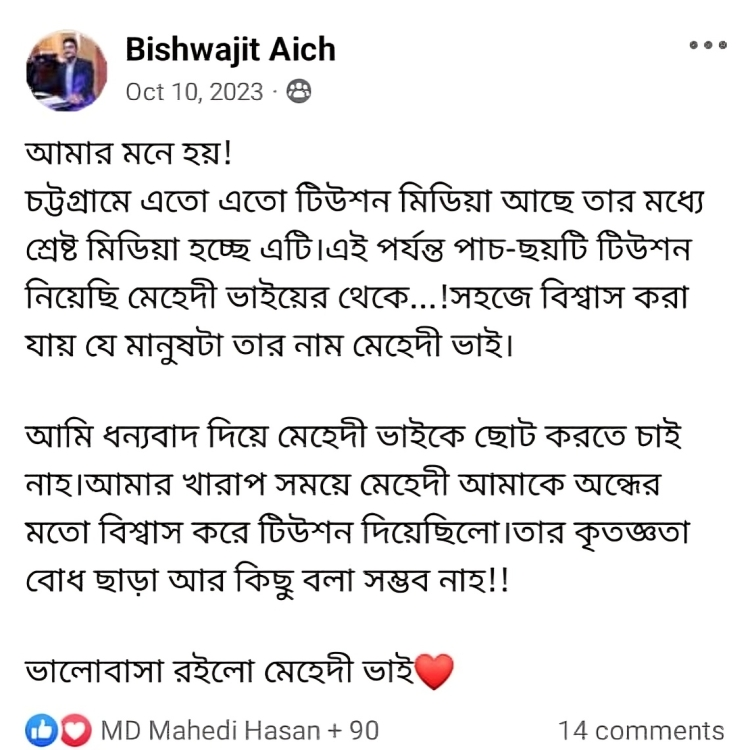 Bishwajit Aich
Oct 10, 2023 ·
আমার মনে হয়!
চট্টগ্রামে এতো এতো টিউশন মিডিয়া আছে তার মধ্যে
শ্রেষ্ট মিডিয়া হচ্ছে এটি।এই পর্যন্ত পাচ-ছয়টি টিউশন
নিয়েছি মেহেদী ভাইয়ের থেকে...!সহজে বিশ্বাস করা
যায় যে মানুষটা তার নাম মেহেদী ভাই।
আমি ধন্যবাদ দিয়ে মেহেদী ভাইকে ছোট করতে চাই
নাহ।আমার খারাপ সময়ে মেহেদী আমাকে অন্ধের
মতো বিশ্বাস করে টিউশন দিয়েছিলো।তার কৃতজ্ঞতা
বোধ ছাড়া আর কিছু বলা সম্ভব নাহ!!
ভালোবাসা রইলো মেহেদী ভাই❤️
MD Mahedi Hasan + 90 14 comments